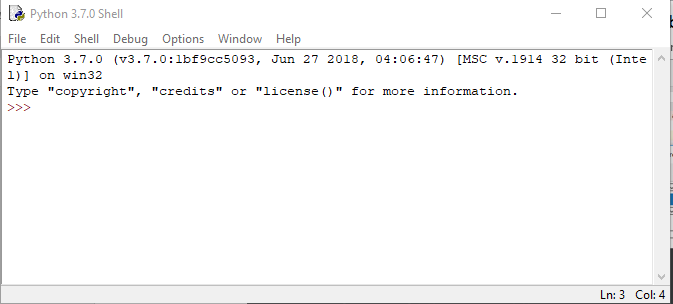 Python 3.7.0 Shell
File Edit Shell Debug Options Window Help
Python 3.7.0 (v3.7.0:1bf9cc5093, Jun 27 2018, 04:06:47) [MSC v.1914 32 bit (Inte
l)] on win32
Type "copyright", "credits" or "license()" for more information.
>>>
Ln: 3 Col: 4